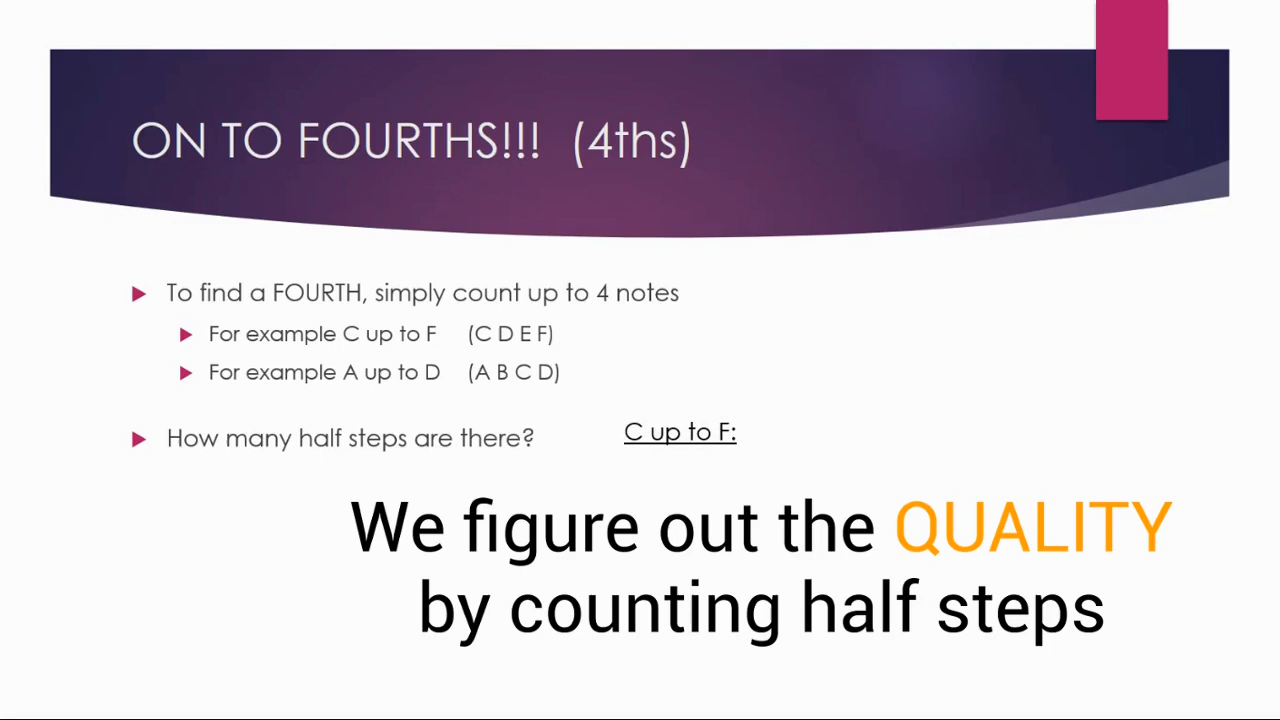 ON TO FOURTHS!!! (4ths)
To find a FOURTH, simply count up to 4 notes
For example C up to F (C D E F)
For example A up to D (A B C D)
How many half steps are there? C up to F:
We figure out the QUALITY
by counting half steps